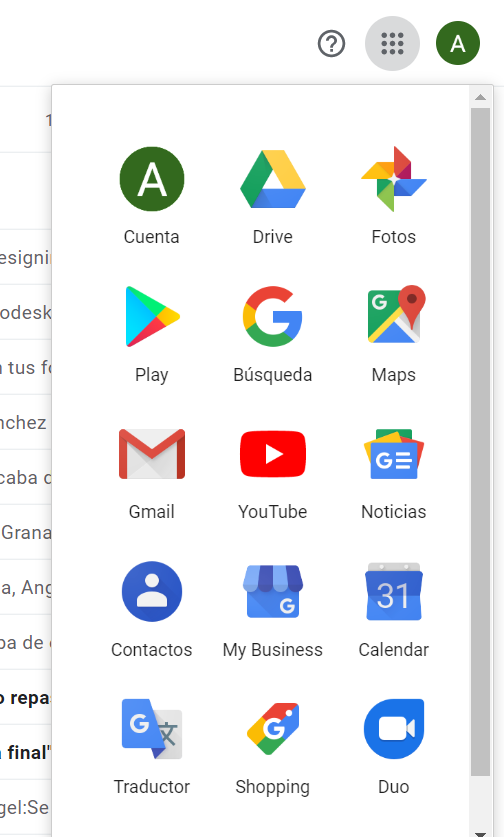 A
1
A
Cuenta Drive Fotos
esigni
odesk
G
n tus fo
Play Búsqueda Maps
nchez
caba d
G
Gmail YouTube Noticias
Grana
a, Ang
G 31
Contactos My Business Calendar
pa de
o repa
G 文 G
a final"
Traductor Shopping Duo
gel:Se